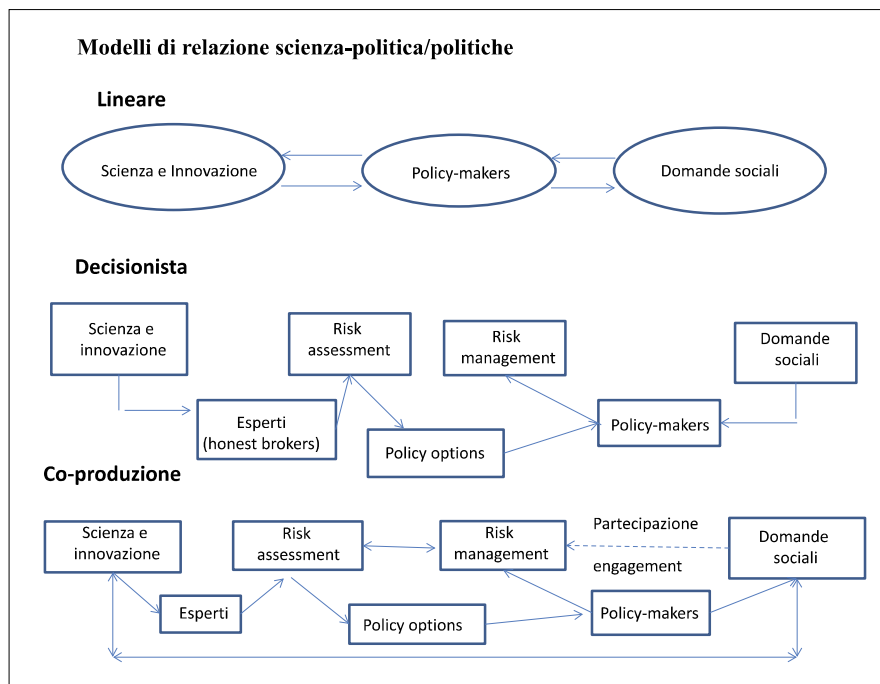 Modelli di relazione scienza-politica/politiche
Lineare
Scienza e Innovazione
Policy-makers
Domande sociali
Decisionista
Scienza e
innovazione
Risk
assessment
Risk
management
Domande
sociali
Esperti
(honest brokers)
Policy options
Policy-makers
Co-produzione
Scienza e
innovazione
Risk
assessment
Risk
management
Partecipazione
engagement
Domande
sociali
Esperti
Policy options
Policy-makers